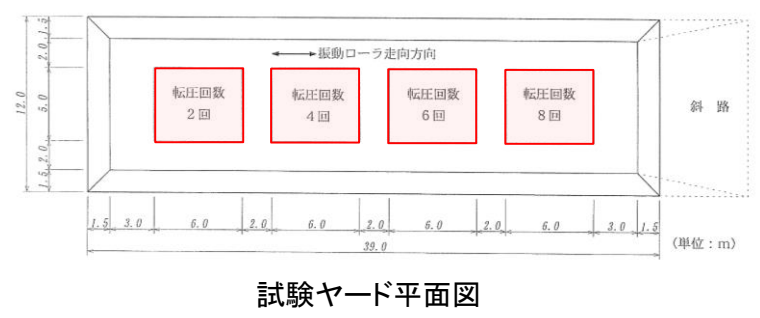 振動ローラ走向方向
転圧回数
2回
転圧回数
4回
転圧回数
6回
転圧回数
8回
斜 路
12.0
1.5
2.0
5.0
2.0
1.5
1.5 3.0 6.0 2.0 6.0 2.0 6.0 2.0 6.0 3.0 1.5
39.0
(単位:m)
試験ヤード平面図